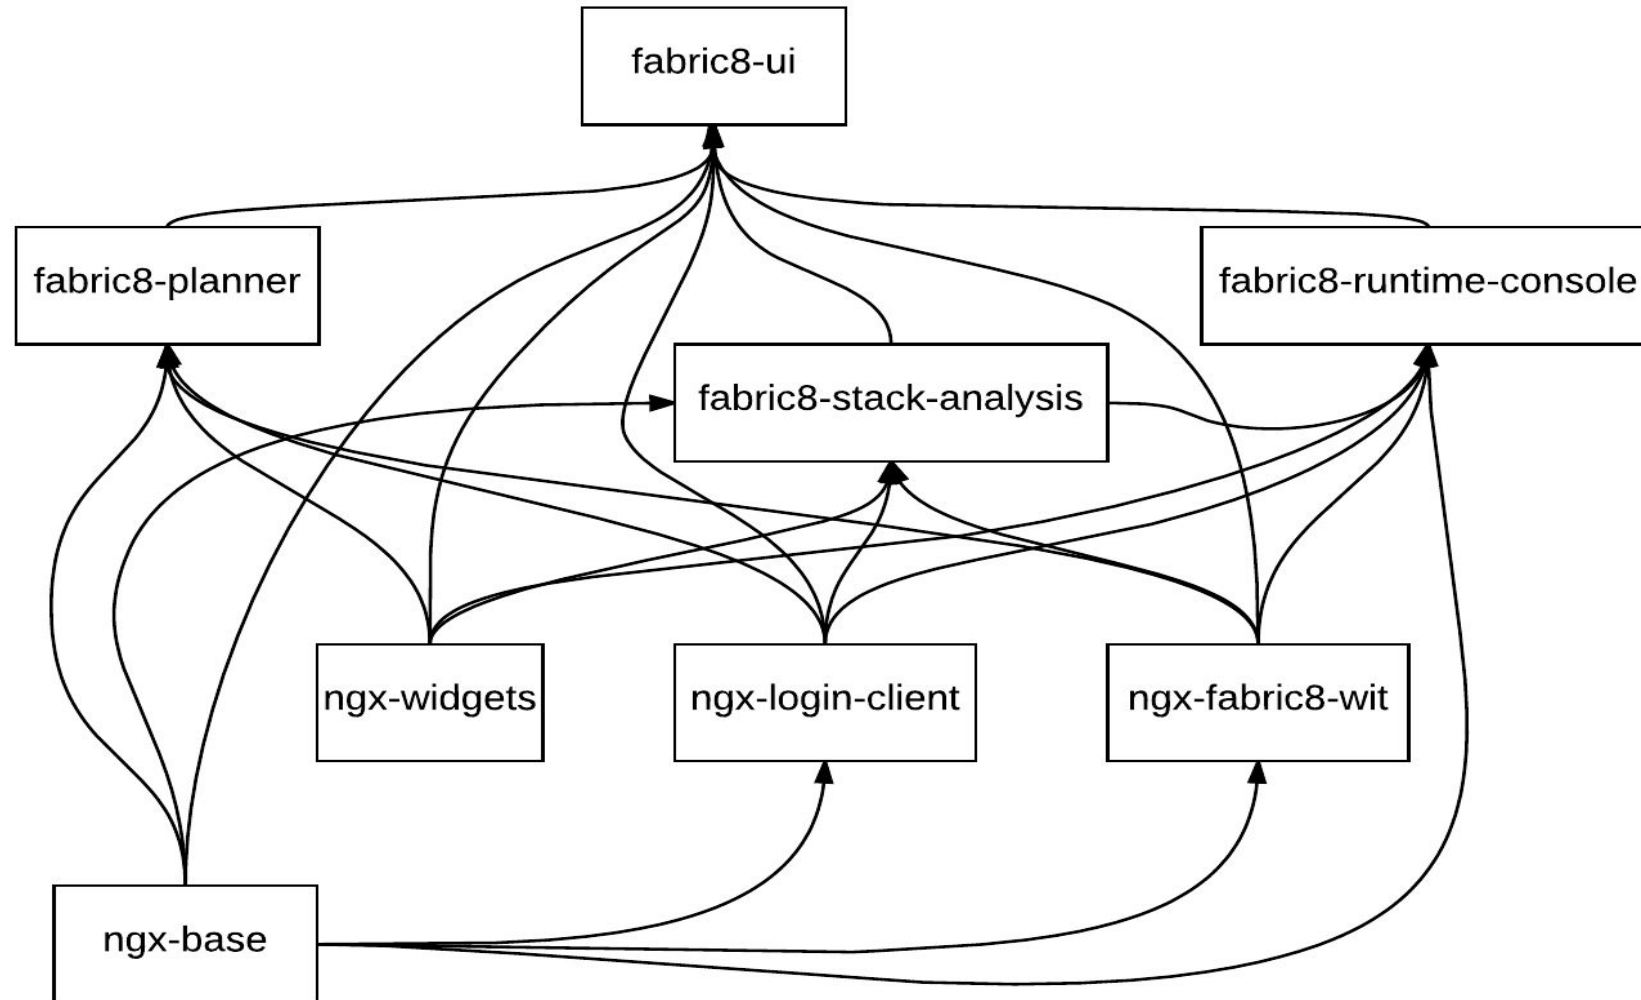 fabric8-ui
fabric8-planner
fabric8-runtime-console
fabric8-stack-analysis
ngx-widgets
ngx-login-client
ngx-fabric8-wit
ngx-base